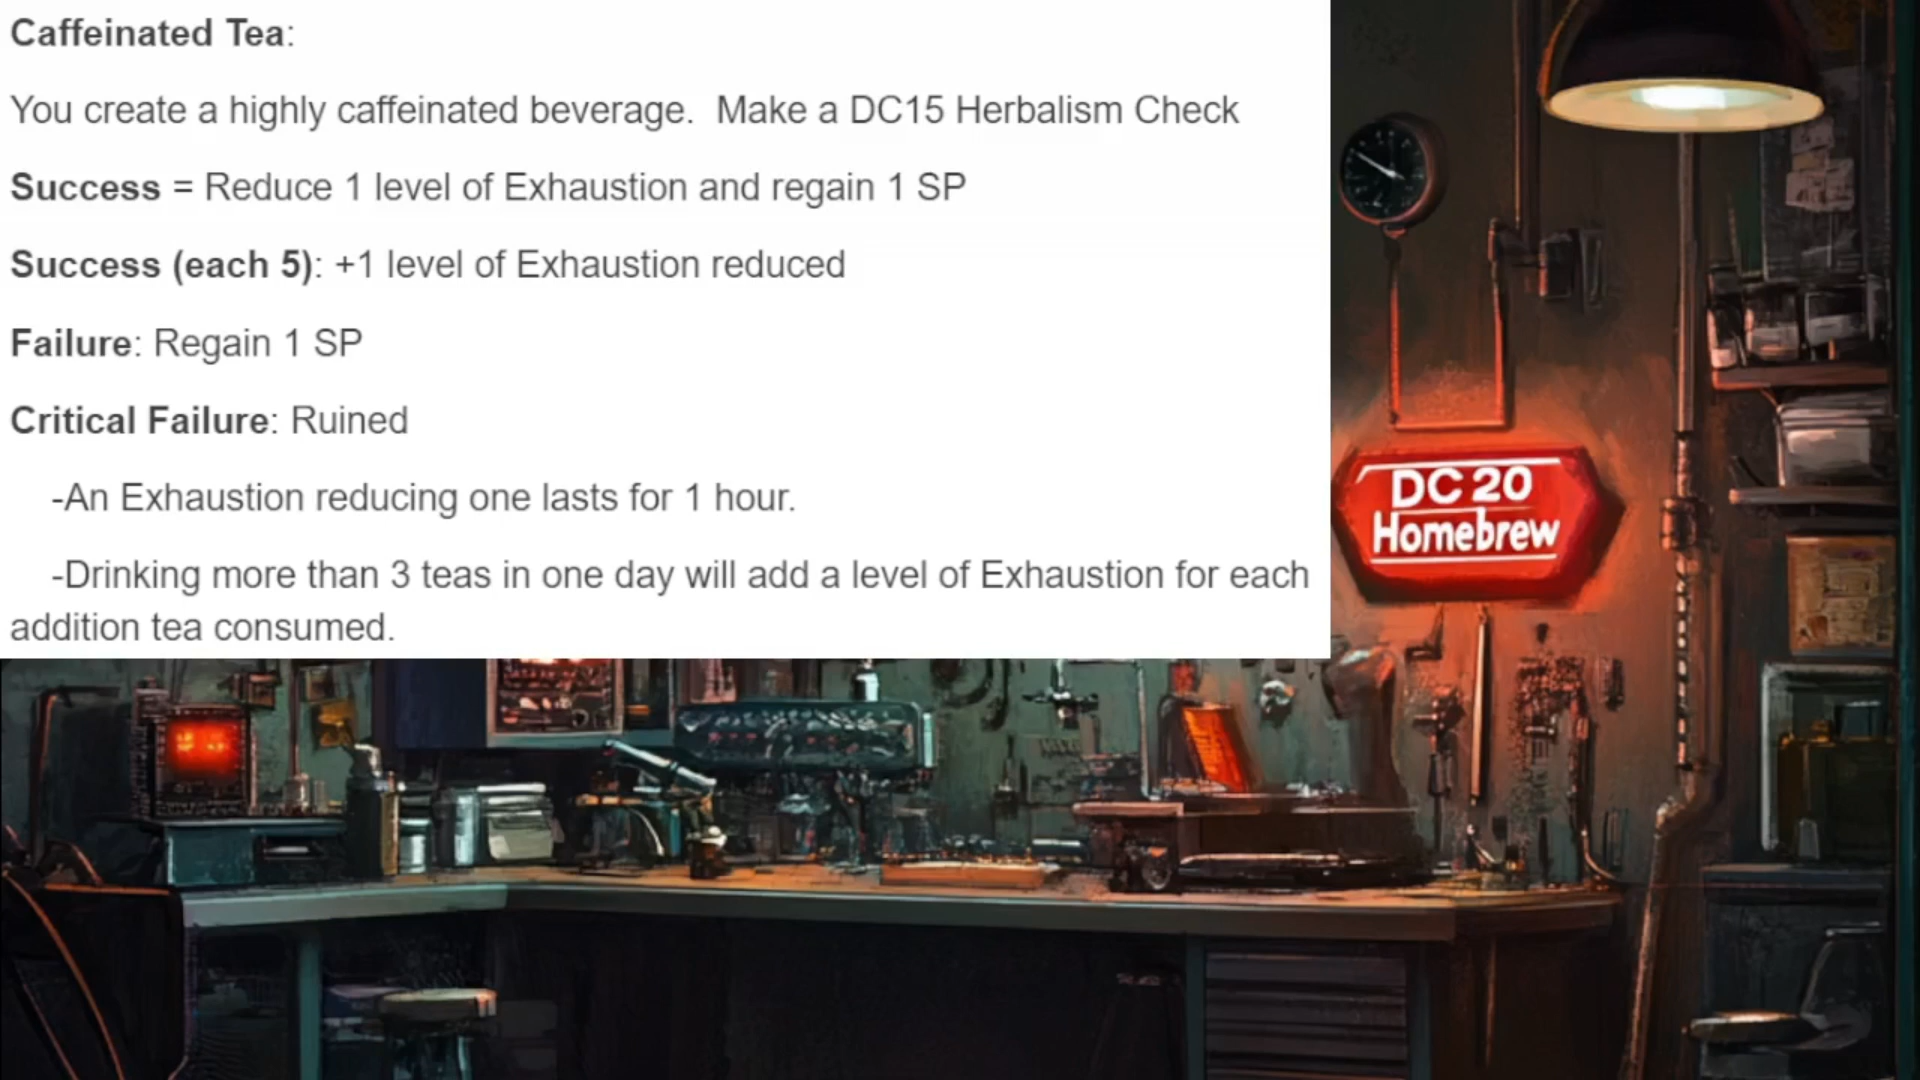 Caffeinated Tea:
You create a highly caffeinated beverage.  Make a DC15 Herbalism Check
Success = Reduce 1 level of Exhaustion and regain 1 SP
Success (each 5): +1 level of Exhaustion reduced
Failure: Regain 1 SP
Critical Failure: Ruined
-An Exhaustion reducing one lasts for 1 hour.
-Drinking more than 3 teas in one day will add a level of Exhaustion for each
addition tea consumed.
DC 20
Homebrew